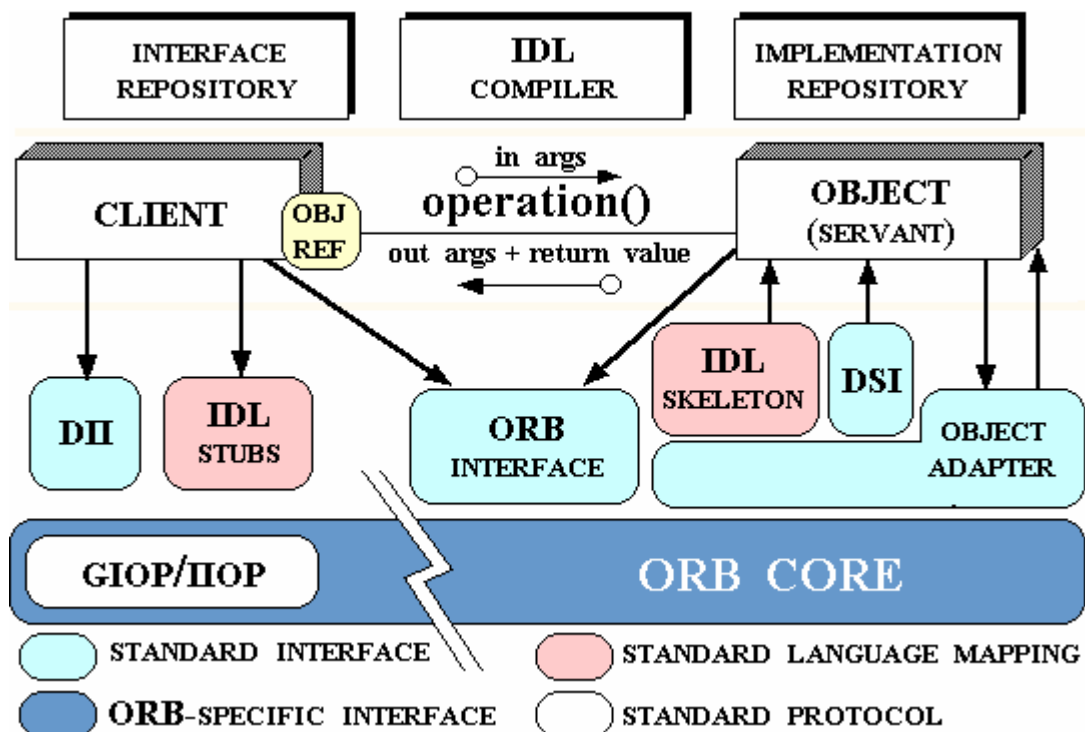 INTERFACE
REPOSITORY
IDL
COMPILER
IMPLEMENTATION
REPOSITORY
in args
operation()
out args + return value
CLIENT
OBJ
REF
OBJECT
(SERVANT)
DII
IDL
STUBS
ORB
INTERFACE
IDL
SKELETON
DSI
OBJECT
ADAPTER
GIOP/IIOP
ORB CORE
STANDARD INTERFACE
STANDARD LANGUAGE MAPPING
ORB-SPECIFIC INTERFACE
STANDARD PROTOCOL